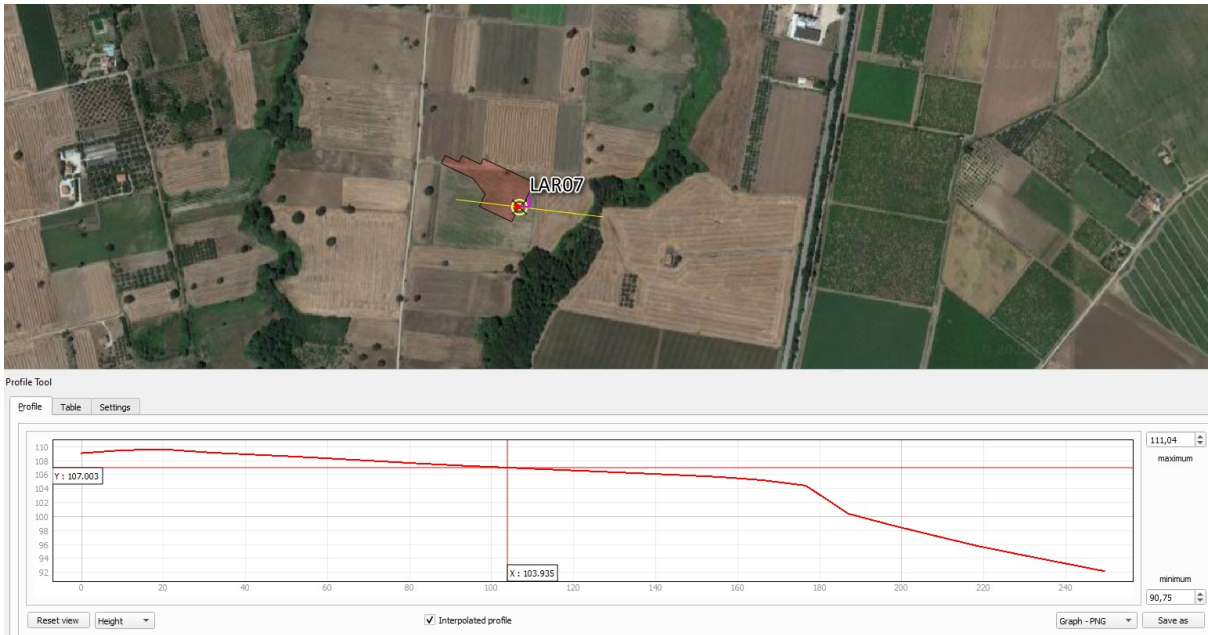 LAR07
Profile Tool
Profile Table Settings
110
108
106
104
102
100
98
96
94
92
Y : 107.003
X : 103.935
0 20 40 60 80 100 120 140 160 180 200 220 240
111,04
maximum
minimum
90,75
Reset view Height Interpolated profile Graph - PNG Save as